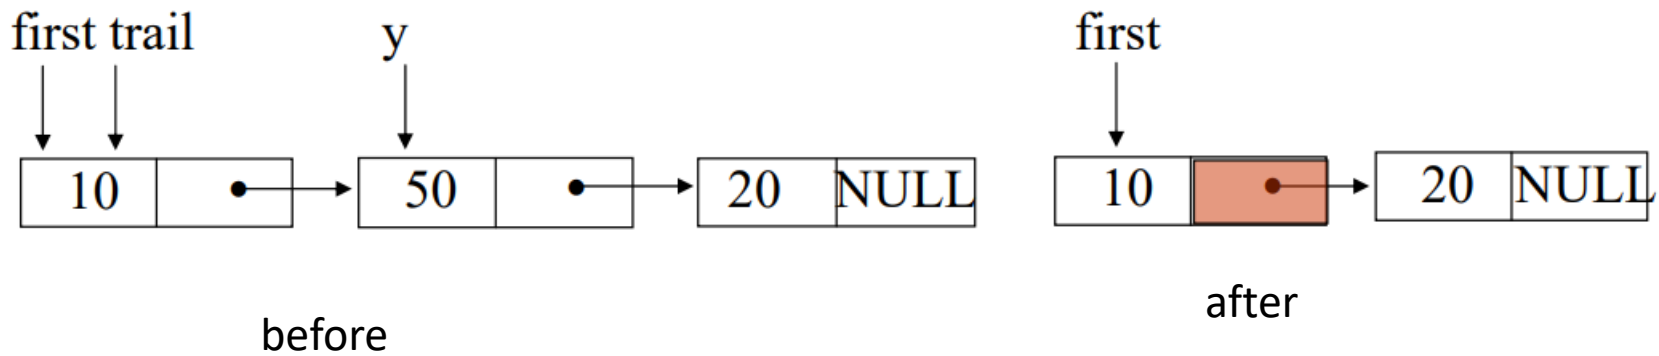 first trail y first
10 50 20 NULL 10 20 NULL
after
before